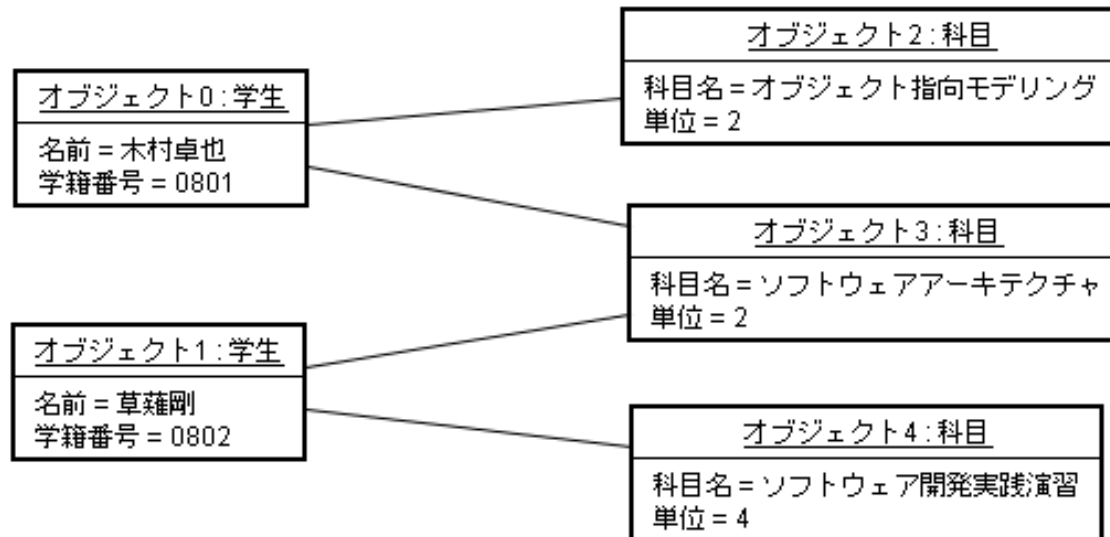 オブジェクト0 : 学生
名前 = 木村卓也
学籍番号 = 0801
オブジェクト1 : 学生
名前 = 草薙剛
学籍番号 = 0802
オブジェクト2 : 科目
科目名 = オブジェクト指向モデリング
単位 = 2
オブジェクト3 : 科目
科目名 = ソフトウェアアーキテクチャ
単位 = 2
オブジェクト4 : 科目
科目名 = ソフトウェア開発実践演習
単位 = 4